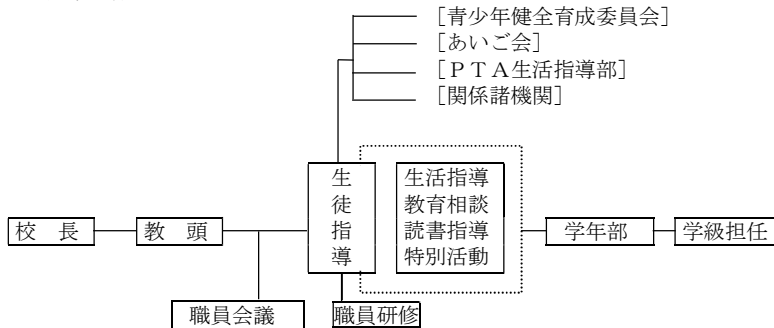 ［青少年健全育成委員会］
［あいご会］
［ＰＴＡ生活指導部］
［関係諸機関］
生徒指導
生活指導
教育相談
読書指導
特別活動
校　長
教　頭
学年部
学級担任
職員会議
職員研修